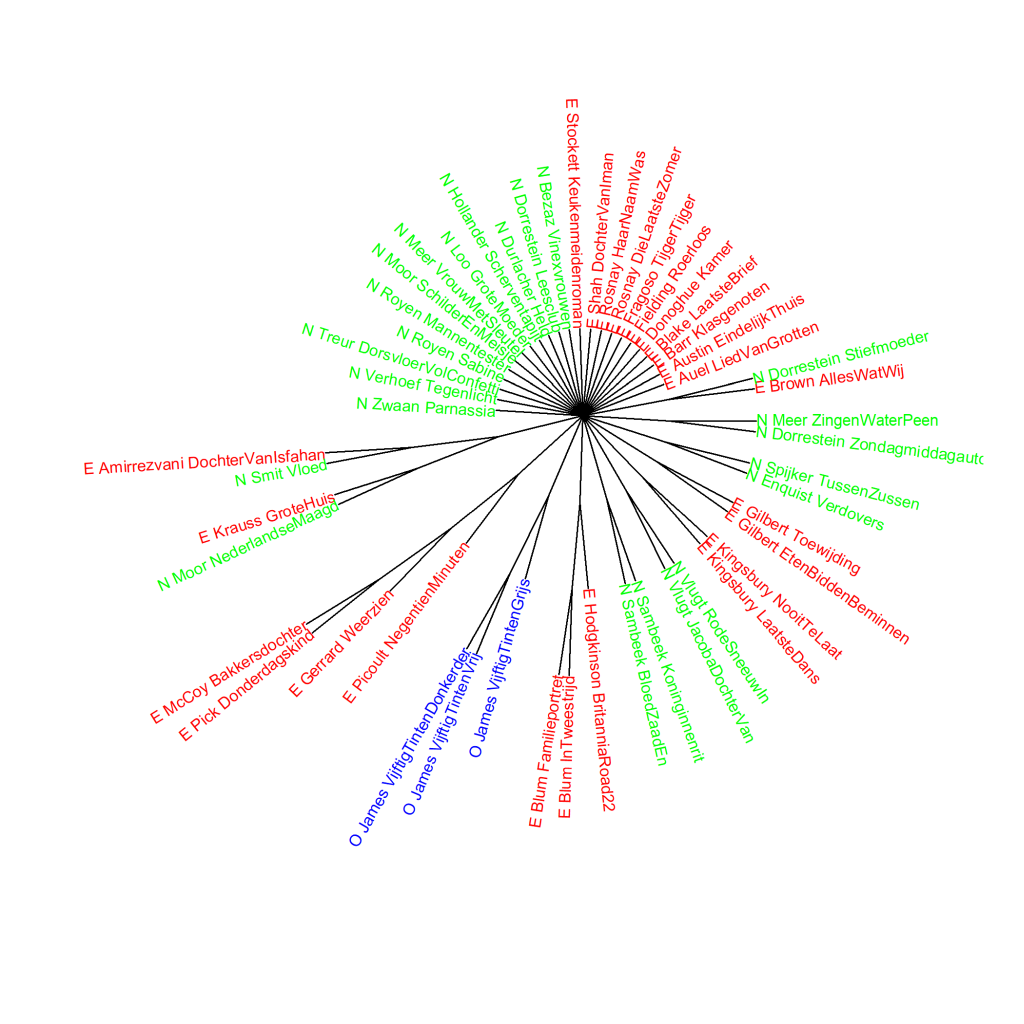 E Stockett Keukenmeidenroman
E Shah DochterVanIman
E Rosnay HaarNaamWas
E Rosnay DieLaatsteZomer
E Fragoso TijgerTijger
E Fielding Roerloos
E Donoghue Kamer
E Blake LaatsteBrief
E Barr Klasgenoten
E Austin EindelijkThuis
E Auel LiedVanGrotten
N Dorrestein Stiefmoeder
E Brown AllesWatWij
N Meer ZingenWaterPeen
N Dorrestein Zondagmiddagauto
N Spijker TussenZussen
N Enquist Verdovers
E Gilbert Toewijding
E Gilbert EtenBiddenBeminnen
E Kingsbury NooitTeLaat
E Kingsbury LaatsteDans
N Vlugt RodeSneeuwIn
N Vlugt JacobaDochterVan
N Sambeek Koninginnenrit
N Sambeek BloedZaadEn
E Hodgkinson BritanniaRoad22
E Blum InTweestrijd
E Blum Familieportret
O James VijftigTintenGrijs
O James VijftigTintenVrij
O James VijftigTintenDonkerder
E Picoult NegentienMinuten
E Gerrard Weerzien
E Pick Donderdagskind
E McCoy Bakkersdochter
N Moor NederlandseMaagd
E Krauss GroteHuis
N Smit Vloed
E Amirrezvani DochterVanIsfahan
N Zwaan Parnassia
N Verhoef Tegenlicht
N Treur DorsvloerVolConfetti
N Royen Sabine
N Royen Mannentester
N Moor SchilderEnMeisje
N Meer VrouwMetSleutel
N Loo GroteMoeder
N Hollander Scherventapijt
N Durlacher Held
N Dorrestein Leesclub
N Bezaz Vinexvrouwen